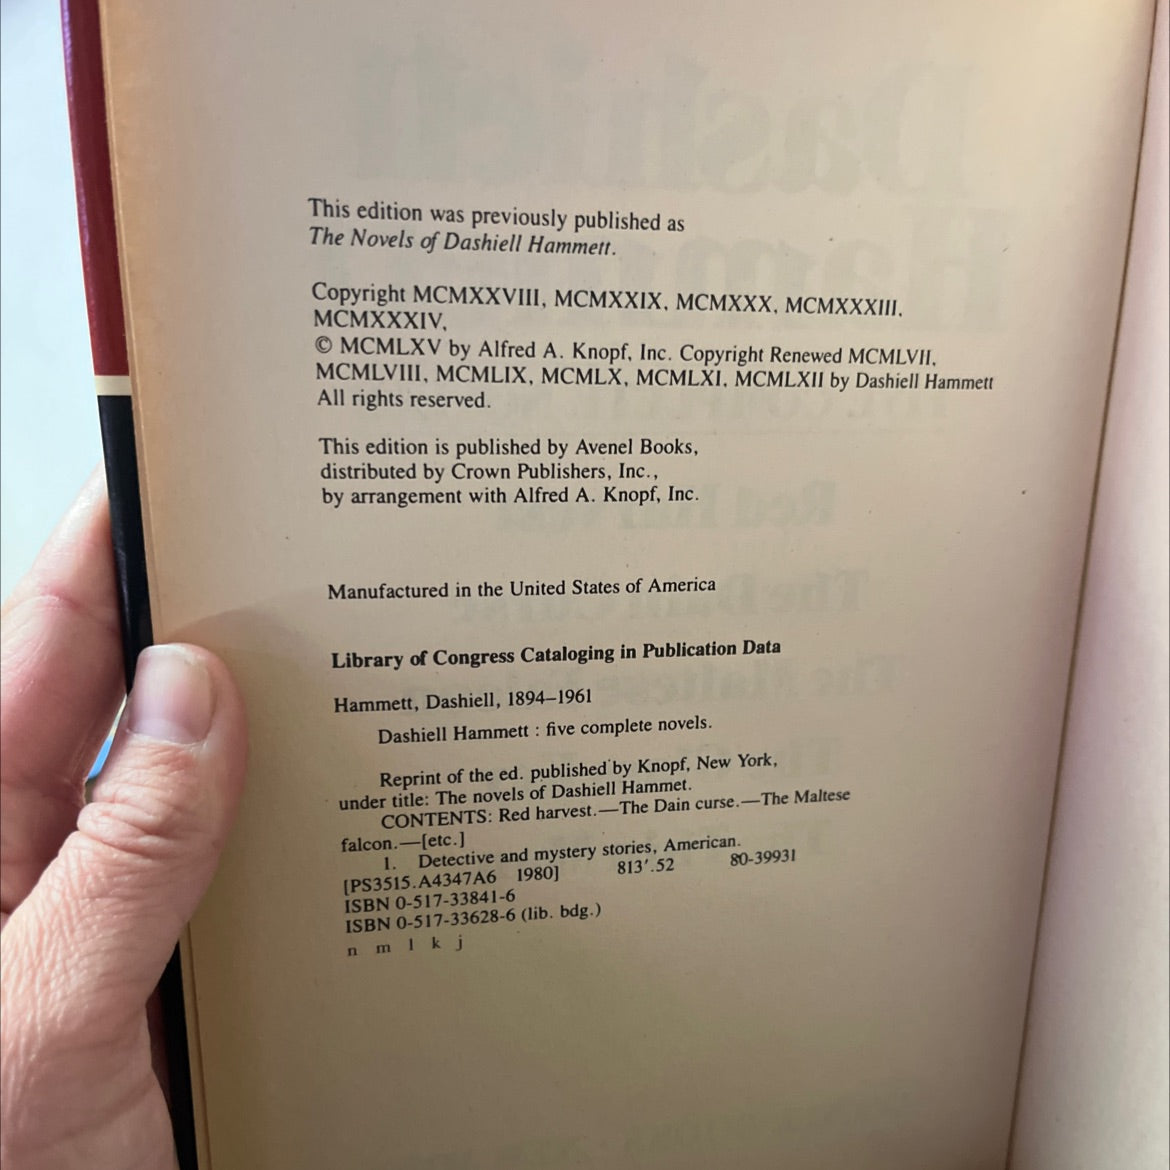 This edition was previously published as
The Novels of Dashiell Hammett.
Copyright MCMXXVIII, MCMXXIX, MCMXXX, MCMXXXIII,
MCMXXXIV,
© MCMLXV by Alfred A. Knopf, Inc. Copyright Renewed MCMLVII,
MCMLVIII, MCMLIX, MCMLX, MCMLXI, MCMLXII by Dashiell Hammett
All rights reserved.
This edition is published by Avenel Books,
distributed by Crown Publishers, Inc.,
by arrangement with Alfred A. Knopf, Inc.
Manufactured in the United States of America
Library of Congress Cataloging in Publication Data
Hammett, Dashiell, 1894–1961
Dashiell Hammett : five complete novels.
Reprint of the ed. published by Knopf, New York,
under title: The novels of Dashiell Hammet.
CONTENTS: Red harvest.—The Dain curse.—The Maltese
falcon.—[etc.]
1. Detective and mystery stories, American.
[PS3515.A4347A6 1980] 813′.52 80-39931
ISBN 0-517-33841-6
ISBN 0-517-33628-6 (lib. bdg.)
n m l k j